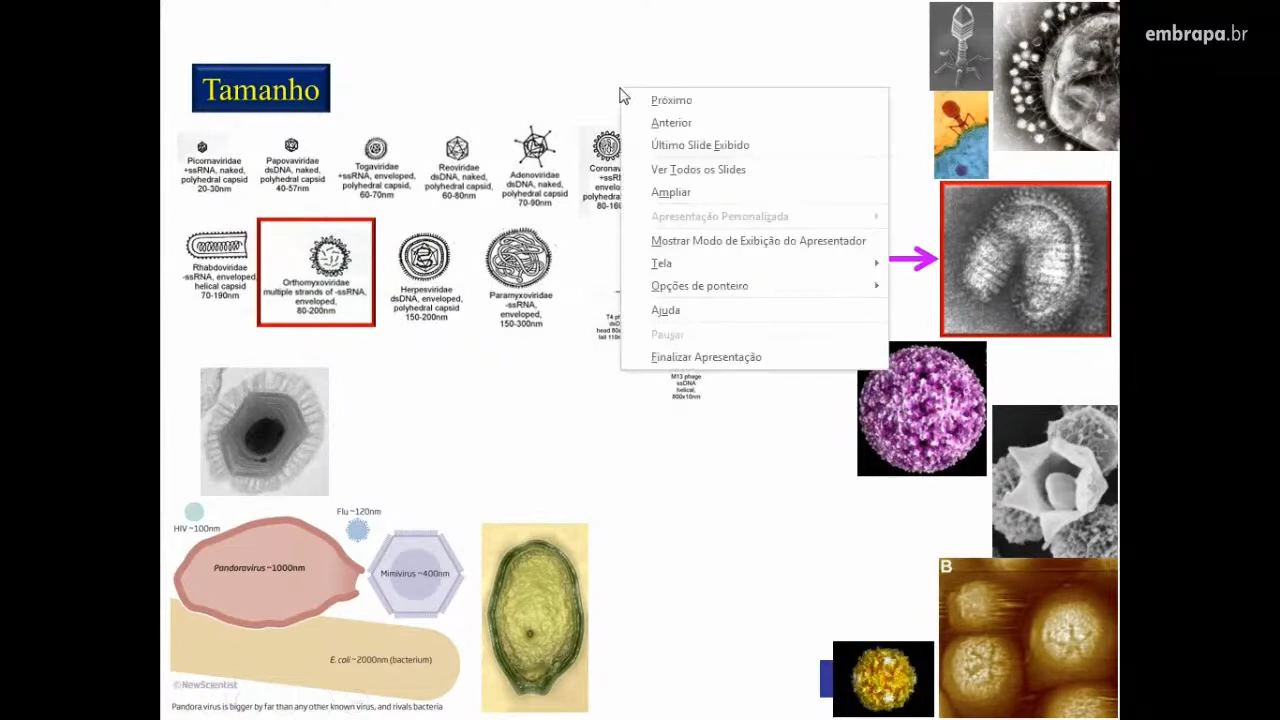 embrapa.br
Tamanho
Picornaviridae
+ssRNA, naked,
polyhedral capsid
20-30nm
Papovaviridae
dsDNA, naked,
polyhedral capsid
40-57nm
Togaviridae
+ssRNA, enveloped,
polyhedral capsid,
60-70nm
Reoviridae
dsDNA, naked,
polyhedral capsid,
60-80nm
Adenoviridae
dsDNA, naked,
polyhedral capsid
70-90nm
Próximo
Anterior
Último Slide Exibido
Ver Todos os Slides
Ampliar
Apresentação Personalizada
Mostrar Modo de Exibição do Apresentador
Tela
Opções de ponteiro
Ajuda
Pausar
Finalizar Apresentação
Rhabdoviridae
-ssRNA, enveloped,
helical capsid
70-190nm
Orthomyxoviridae
multiple strands of -ssRNA,
enveloped,
80-200nm
Herpesviridae
dsDNA, enveloped,
polyhedral capsid
150-200nm
Paramyxoviridae
-ssRNA,
enveloped,
150-300nm
M13 phage
ssDNA
helical,
800x10nm
HIV ~100nm
Flu ~120nm
Pandoravirus ~1000nm
Mimivirus ~400nm
E. coli ~2000nm (bacterium)
©NewScientist
Pandora virus is bigger by far than any other known virus, and rivals bacteria
B